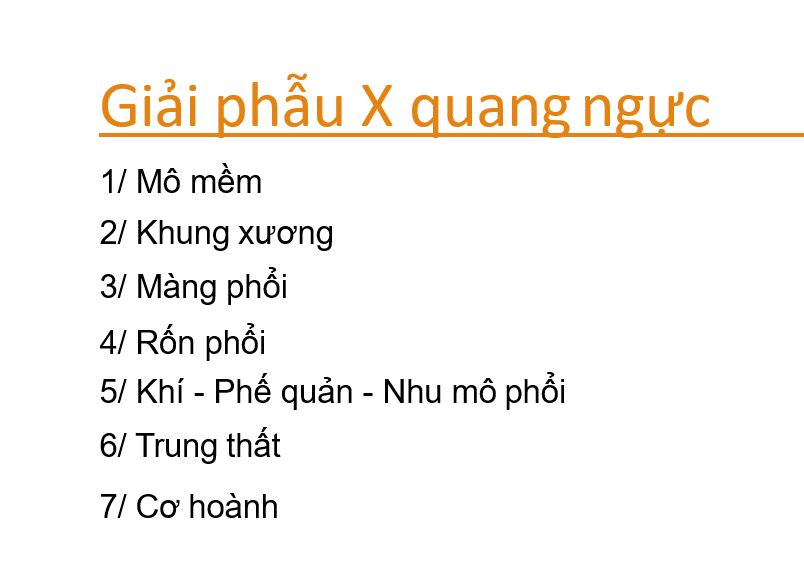 Giải phẫu X quang ngực
1/ Mô mềm
2/ Khung xương
3/ Màng phổi
4/ Rốn phổi
5/ Khí - Phế quản - Nhu mô phổi
6/ Trung thất
7/ Cơ hoành